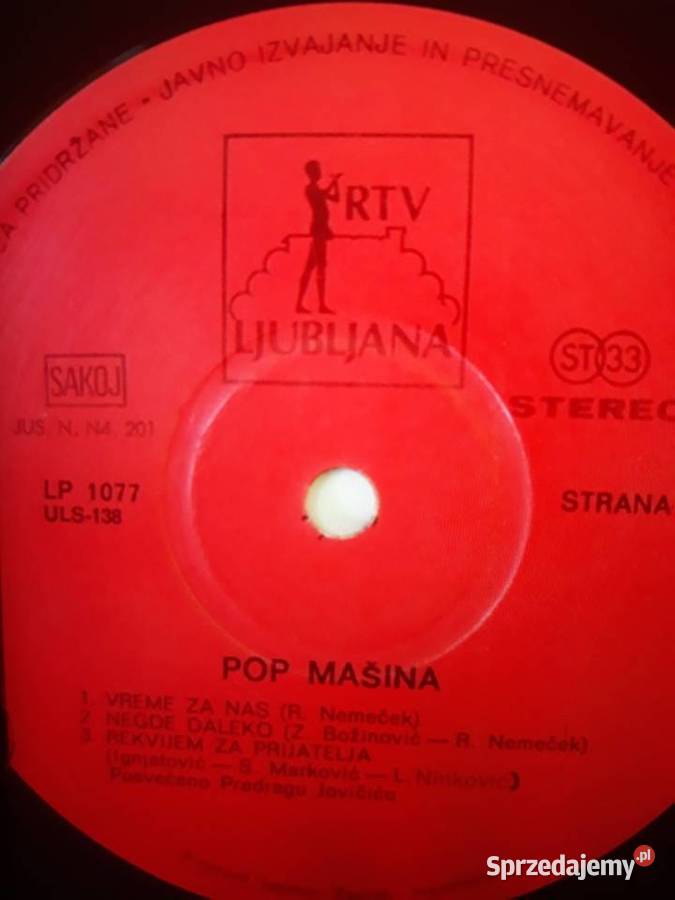 ZA PRIDRŽANE - JAVNO IZVAJANJE IN PRESNEMAVANJE
RTV
LJUBLJANA
SAKOJ
JUS. N. N4. 201
ST 33
STEREO
LP 1077
ULS-138
STRANA
POP MAŠINA
1. VREME ZA NAS (R. Nemeček)
2. NEGDE DALEKO (Z. Božinović — R. Nemeček)
3. REKVIJEM ZA PRIJATELJA
(Ignjatović — B. Marković — L. Ninković)
Posvećeno Predragu Jovičiću
Sprzedajemy.pl